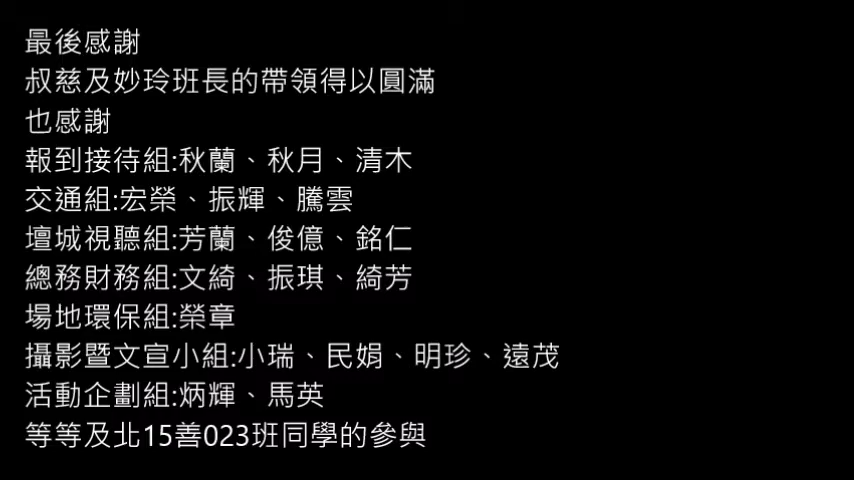 最後感謝
叔慈及妙玲班長的帶領得以圓滿
也感謝
報到接待組:秋蘭、秋月、清木
交通組:宏榮、振輝、騰雲
壇城視聽組:芳蘭、俊億、銘仁
總務財務組:文綺、振琪、綺芳
場地環保組:榮章
攝影暨文宣小組:小瑞、民娟、明珍、遠茂
活動企劃組:炳輝、馬英
等等及北15善023班同學的參與